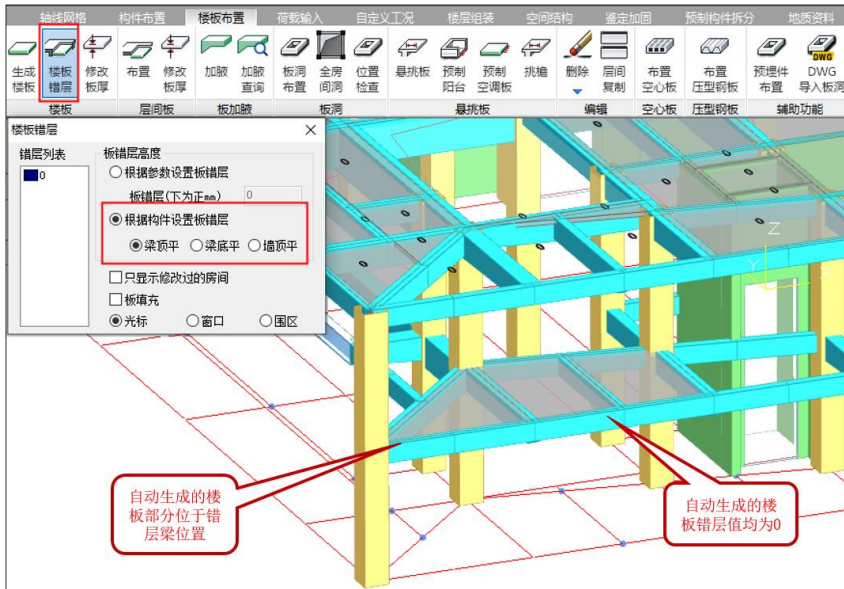 轴线网格 构件布置 楼板布置 荷载输入 自定义工况 楼层组装 空间结构 鉴定加固 预制构件拆分 地质资料
生成 楼板 修改 布置 修改 加腋 加腋 板洞 全房 位置 悬挑板 预制 预制 挑檐 删除 层间 布置 布置 预埋件 DWG
楼板 错层 板厚 板厚 查询 布置 间洞 检查 阳台 空调板 复制 空心板 压型钢板 布置 导入板洞
楼板 层间板 板加腋 板洞 悬挑板 编辑 空心板 压型钢板 辅助功能
楼板错层
错层列表
0
板错层高度
根据参数设置板错层
板错层(下为正mm) 0
根据构件设置板错层
梁顶平 梁底平 墙顶平
只显示修改过的房间
板填充
光标 窗口 围区
Z
Y
自动生成的楼
板部分位于错
层梁位置
自动生成的楼
板错层值均为0